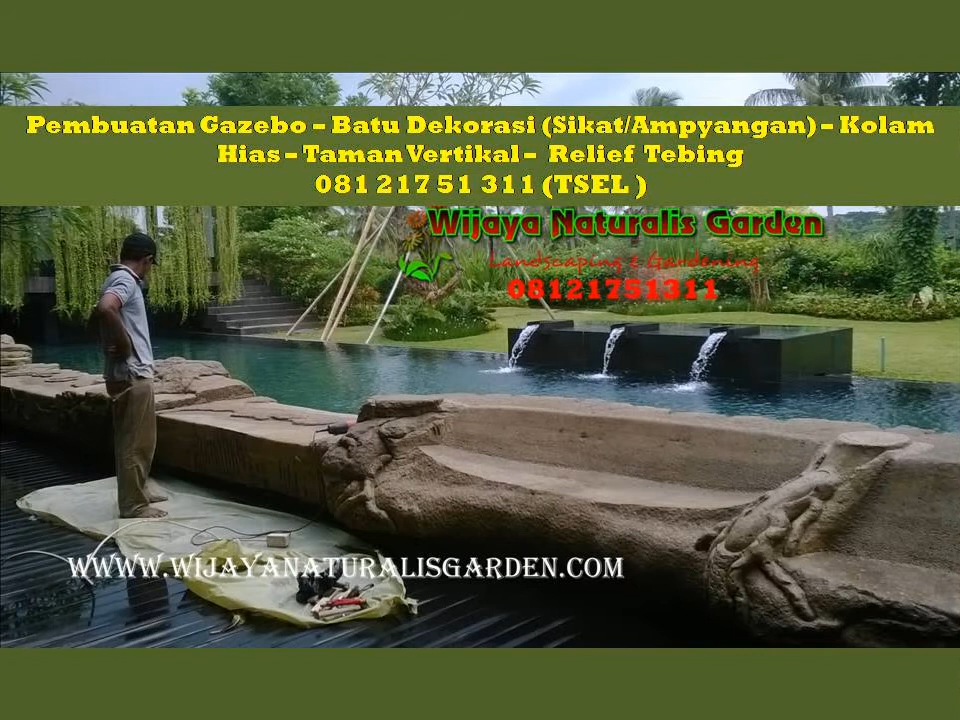 Pembuatan Gazebo – Batu Dekorasi (Sikat/Ampyangan) – Kolam
Hias – Taman Vertikal – Relief Tebing
081 217 51 311 (TSEL )
Wijaya Naturalis Garden
Landscaping & Gardening
08121751311
WWWW.WIJAYANATURALISGARDEN.COM